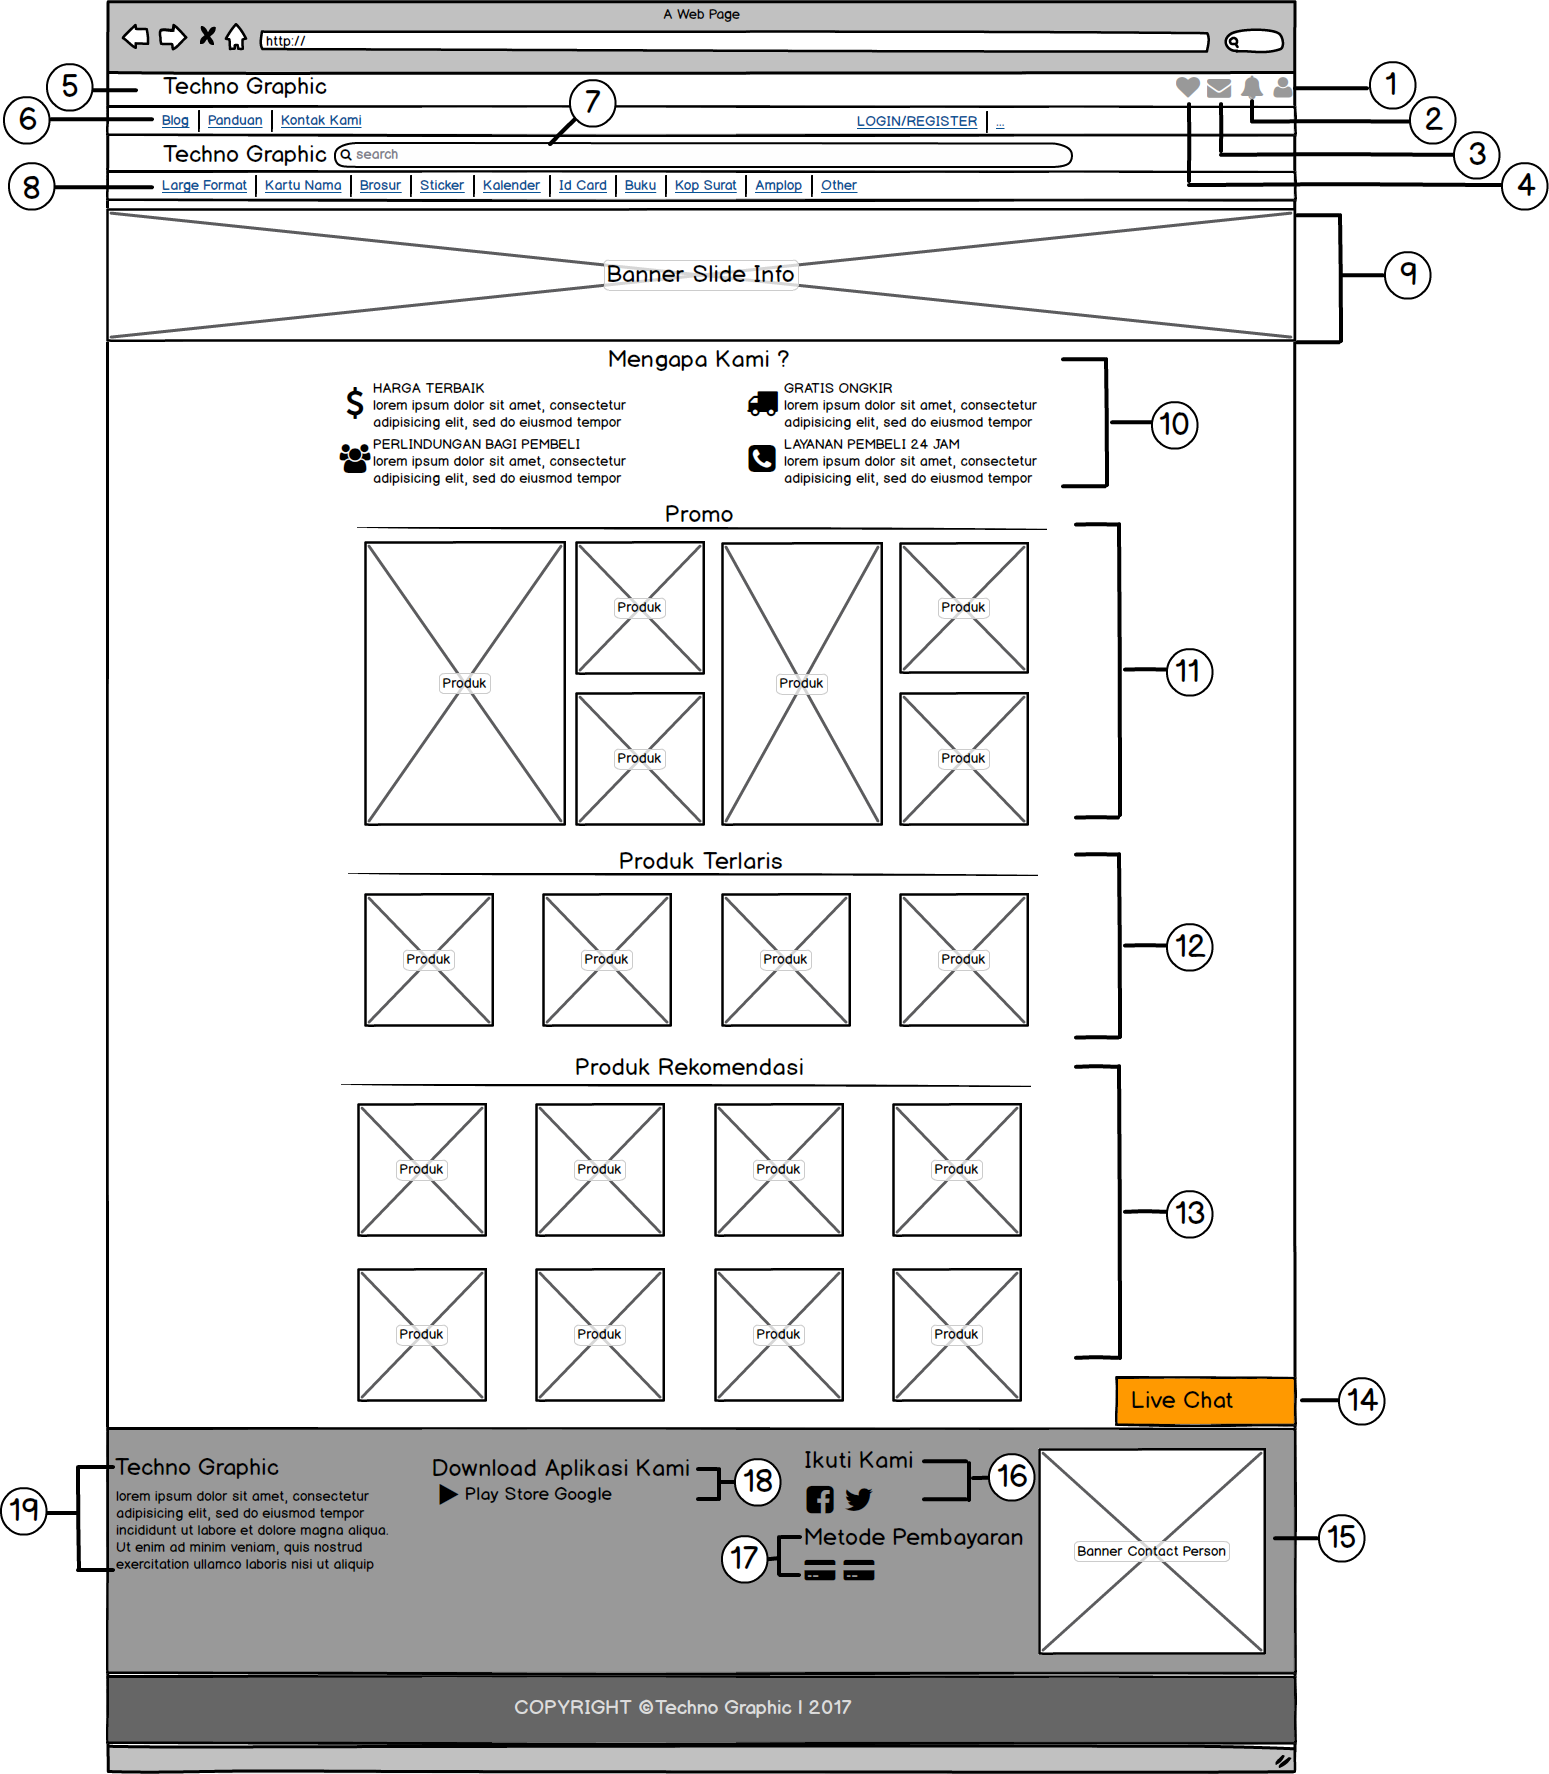 A Web Page
http://
5
Techno Graphic
1
6
Blog
Panduan
Kontak Kami
7
LOGIN/REGISTER
...
2
Techno Graphic
search
3
8
Large Format
Kartu Nama
Brosur
Sticker
Kalender
Id Card
Buku
Kop Surat
Amplop
Other
4
Banner Slide Info
9
Mengapa Kami ?
HARGA TERBAIK
lorem ipsum dolor sit amet, consectetur
adipisicing elit, sed do eiusmod tempor
GRATIS ONGKIR
lorem ipsum dolor sit amet, consectetur
adipisicing elit, sed do eiusmod tempor
10
PERLINDUNGAN BAGI PEMBELI
lorem ipsum dolor sit amet, consectetur
adipisicing elit, sed do eiusmod tempor
LAYANAN PEMBELI 24 JAM
lorem ipsum dolor sit amet, consectetur
adipisicing elit, sed do eiusmod tempor
Promo
Produk
Produk
Produk
Produk
11
Produk
Produk
Produk Terlaris
Produk
Produk
Produk
Produk
12
Produk Rekomendasi
Produk
Produk
Produk
Produk
13
Produk
Produk
Produk
Produk
Live Chat
14
19
Techno Graphic
lorem ipsum dolor sit amet, consectetur
adipisicing elit, sed do eiusmod tempor
incididunt ut labore et dolore magna aliqua.
Ut enim ad minim veniam, quis nostrud
exercitation ullamco laboris nisi ut aliquip
Download Aplikasi Kami
Play Store Google
18
Ikuti Kami
16
17
Metode Pembayaran
Banner Contact Person
15
COPYRIGHT ©Techno Graphic | 2017